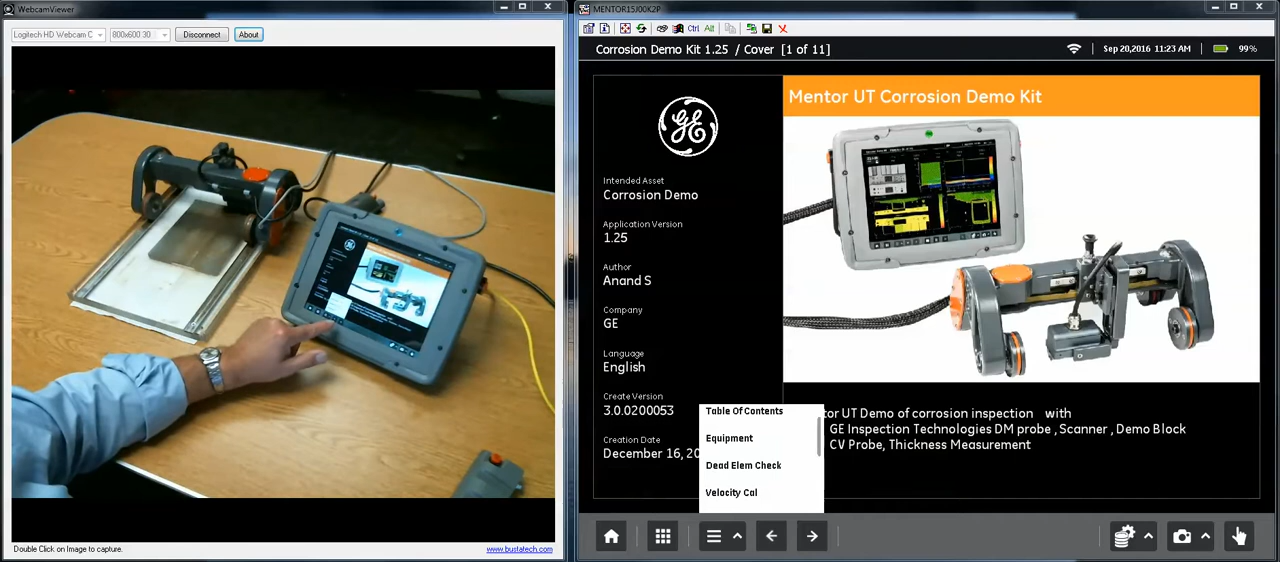 WebcamViewer
Logitech HD Webcam C
800x600 30
Disconnect
About
Double Click on Image to capture.
www.bustatech.com
MENTOR15J00K2P
Ctrl Alt
Corrosion Demo Kit 1.25 / Cover [1 of 11]
Sep 20,2016 11:23 AM
99%
GE
Intended Asset
Corrosion Demo
Application Version
1.25
Author
Anand S
Company
GE
Language
English
Create Version
3.0.0200053
Creation Date
December 16, 20
Mentor UT Corrosion Demo Kit
tor UT Demo of corrosion inspection with
GE Inspection Technologies DM probe , Scanner , Demo Block
CV Probe, Thickness Measurement
Table Of Contents
Equipment
Dead Elem Check
Velocity Cal